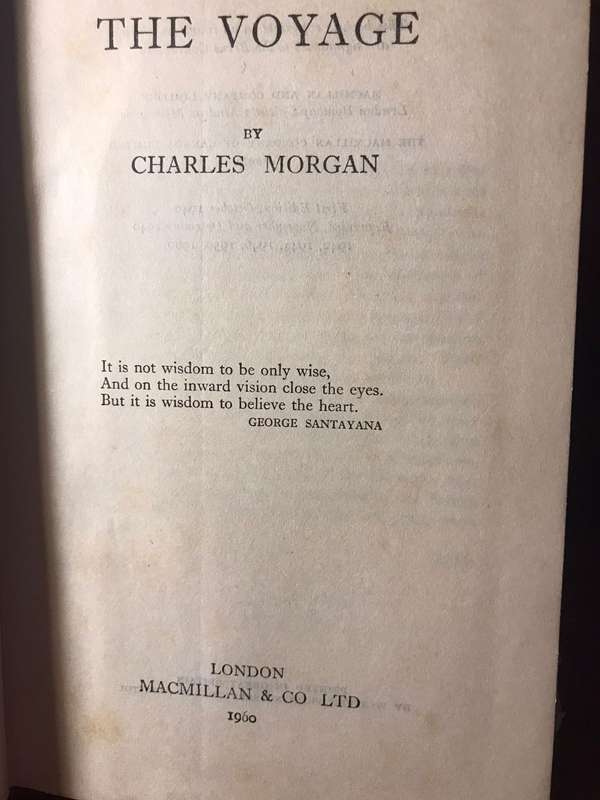 THE VOYAGE
BY
CHARLES MORGAN
It is not wisdom to be only wise,
And on the inward vision close the eyes.
But it is wisdom to believe the heart.
GEORGE SANTAYANA
LONDON
MACMILLAN & CO LTD
1960